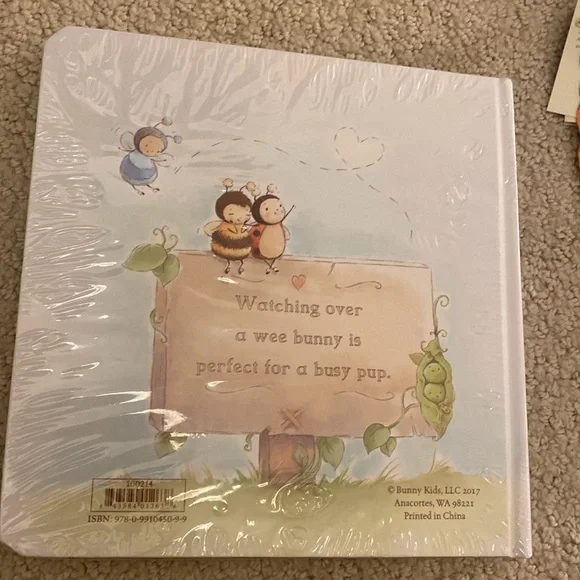 Watching over
a wee bunny is
perfect for a busy pup.
100214
ISBN: 978-0-9910450-9-9
© Bunny Kids, LLC 2017
Anacortes, WA 98221
Printed in China